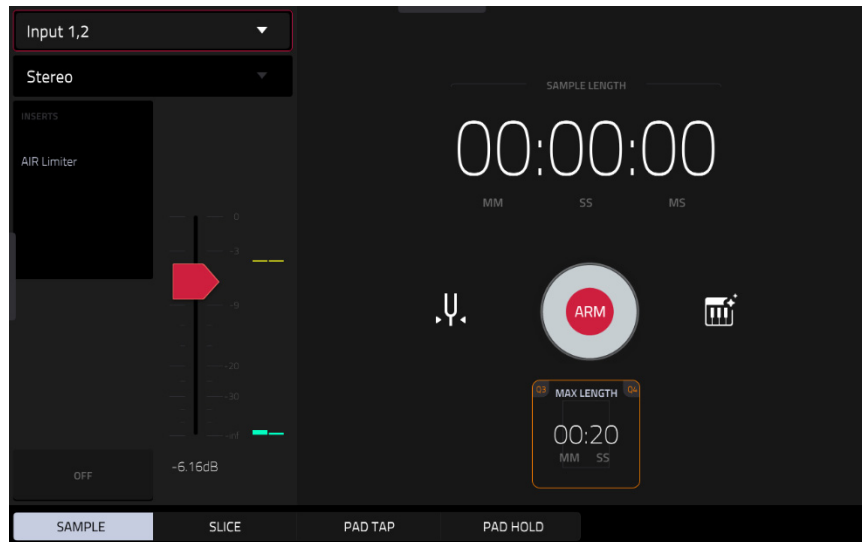 Input 1,2
Stereo
INSERTS
AIR Limiter
0
-3
-9
-20
-30
-inf
-6.16dB
OFF
SAMPLE LENGTH
00:00:00
MM SS MS
ARM
Q3 MAX LENGTH Q4
00:20
MM SS
SAMPLE SLICE PAD TAP PAD HOLD